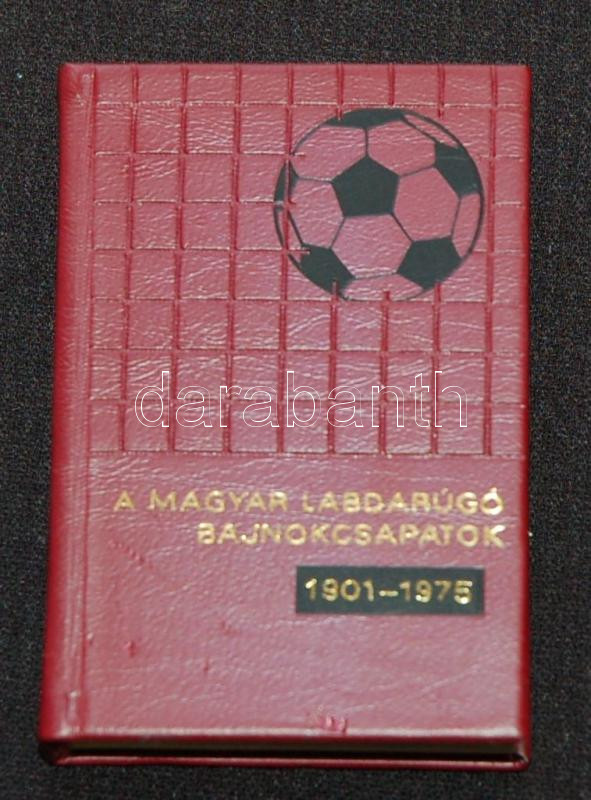 darabanth
A MAGYAR LABDARÚGÓ
BAJNOKCSAPATOK
1901–1975